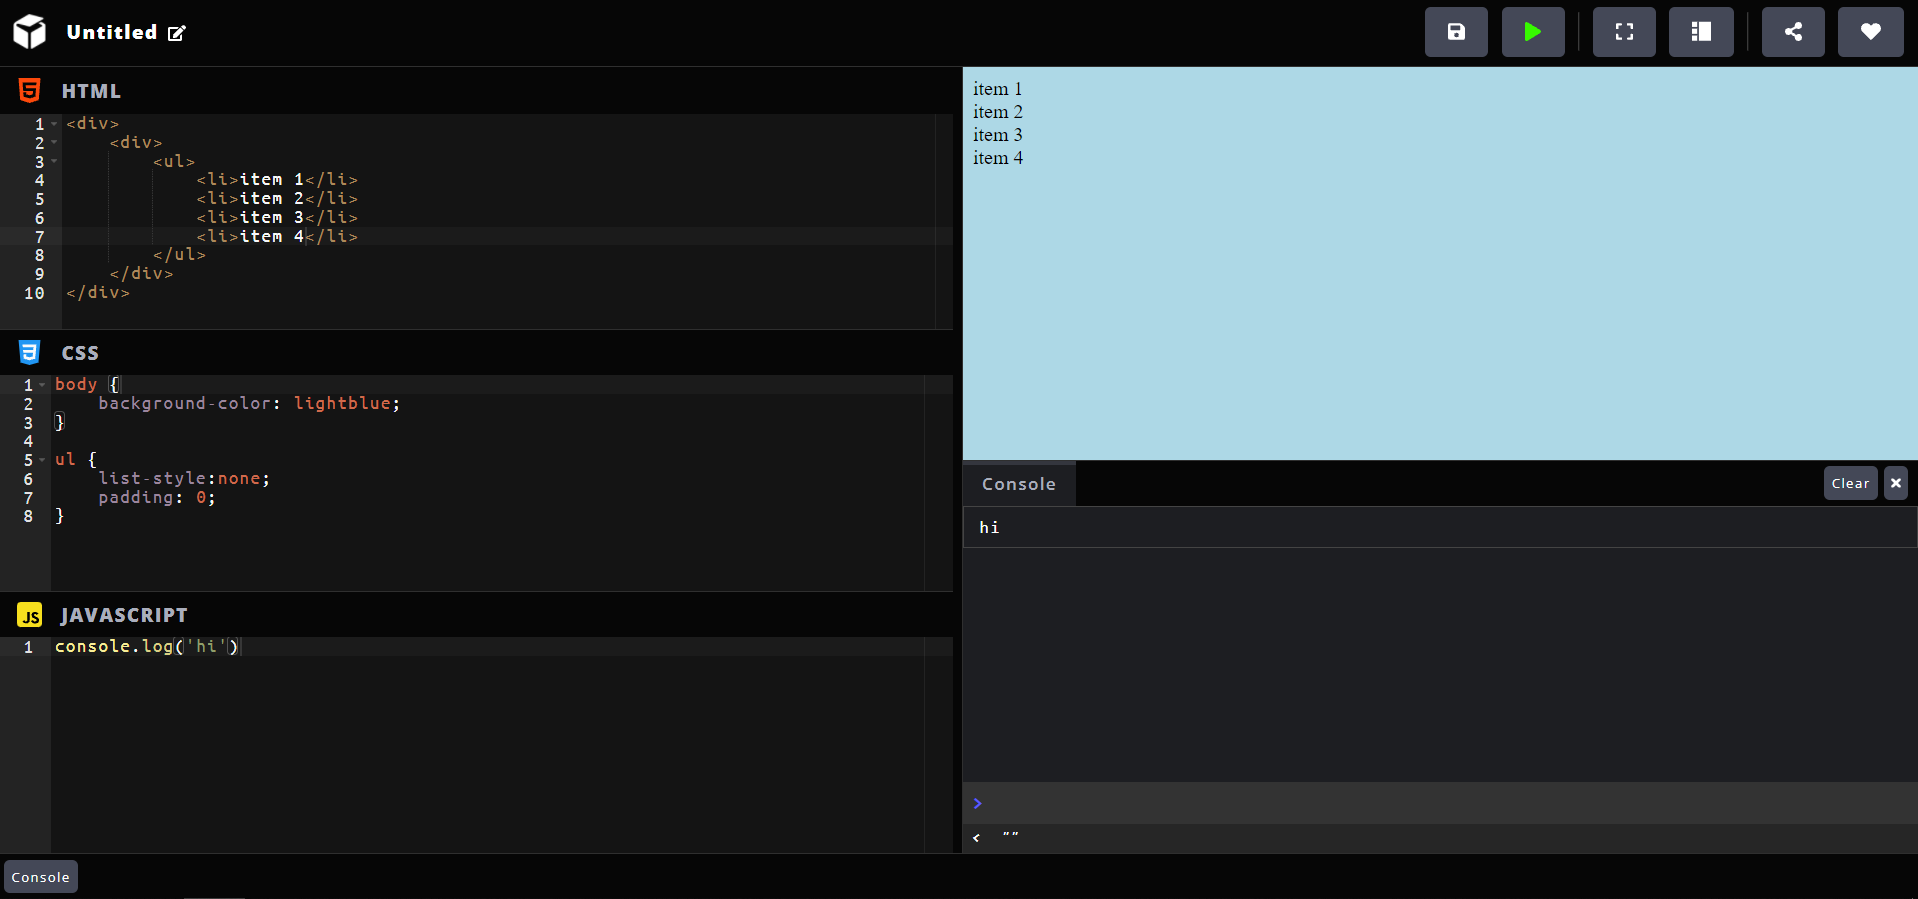 Untitled
HTML
1 <div>
2     <div>
3         <ul>
4             <li>item 1</li>
5             <li>item 2</li>
6             <li>item 3</li>
7             <li>item 4</li>
8         </ul>
9     </div>
10 </div>
CSS
1 body {
2     background-color: lightblue;
3 }
4
5 ul {
6     list-style:none;
7     padding: 0;
8 }
JS JAVASCRIPT
1 console.log('hi')
Console
item 1
item 2
item 3
item 4
Console Clear ×
hi
>
< ""